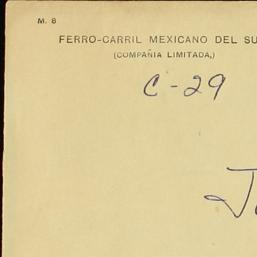 M. 8
FERRO-CARRIL MEXICANO DEL SU
(COMPAÑIA LIMITADA,)
C-29